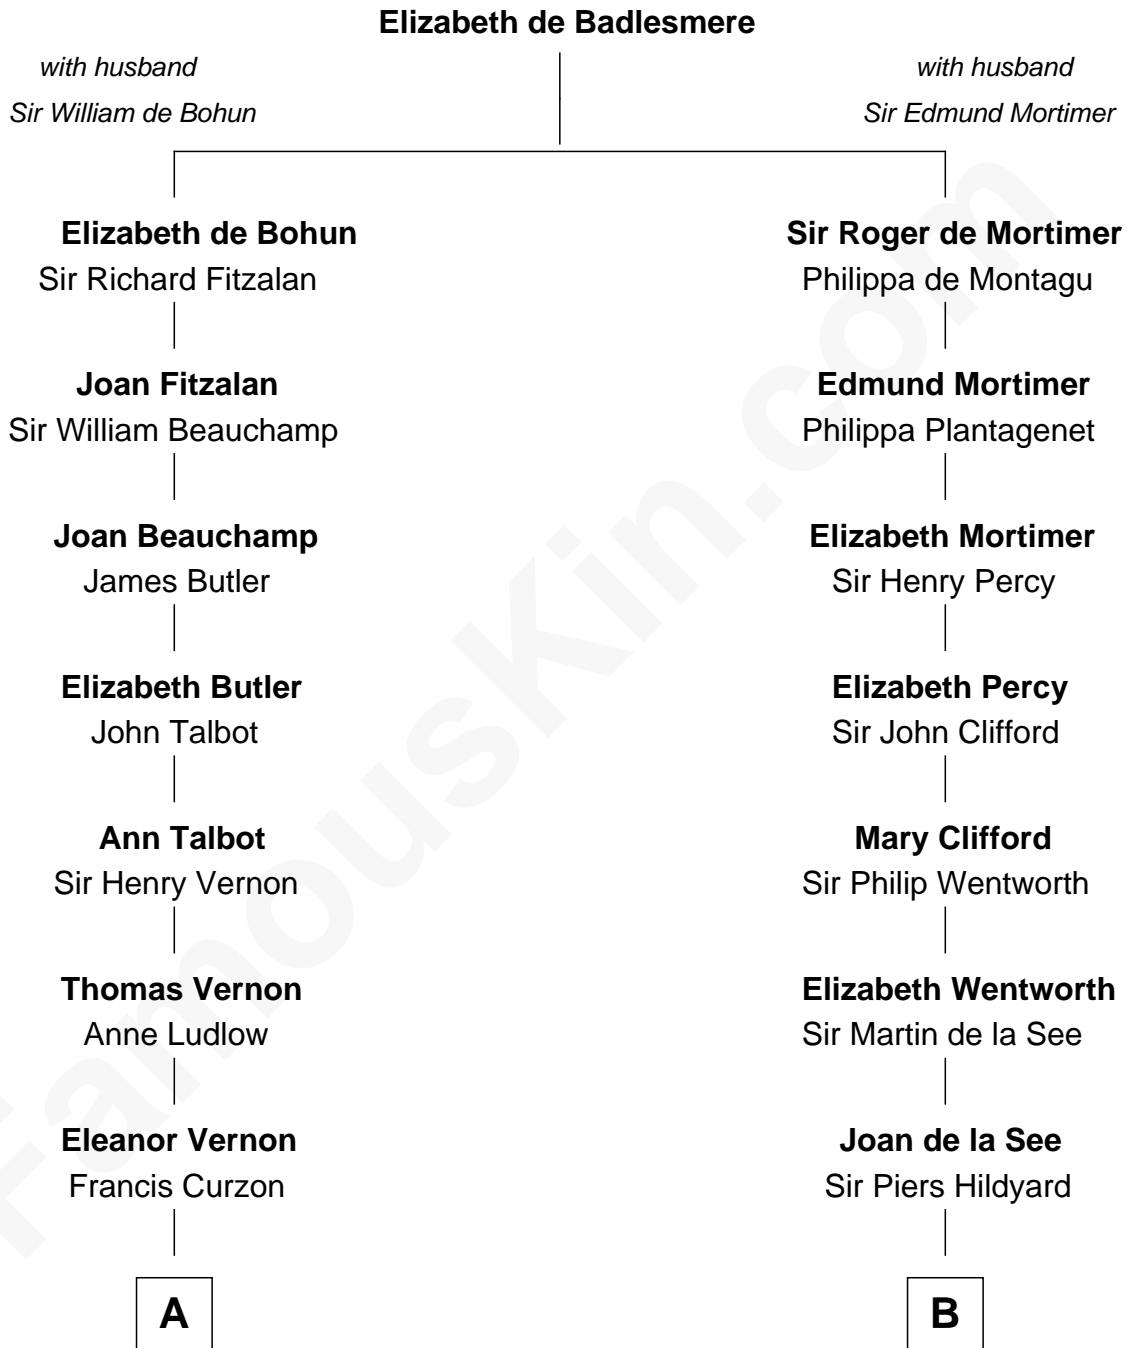 Elizabeth de Badlesmere
with husband
Sir William de Bohun
with husband
Sir Edmund Mortimer
Elizabeth de Bohun
Sir Richard Fitzalan
Sir Roger de Mortimer
Philippa de Montagu
Joan Fitzalan
Sir William Beauchamp
Edmund Mortimer
Philippa Plantagenet
Joan Beauchamp
James Butler
Elizabeth Mortimer
Sir Henry Percy
Elizabeth Butler
John Talbot
Elizabeth Percy
Sir John Clifford
Ann Talbot
Sir Henry Vernon
Mary Clifford
Sir Philip Wentworth
Thomas Vernon
Anne Ludlow
Elizabeth Wentworth
Sir Martin de la See
Eleanor Vernon
Francis Curzon
Joan de la See
Sir Piers Hildyard
A
B
FamousKin.com